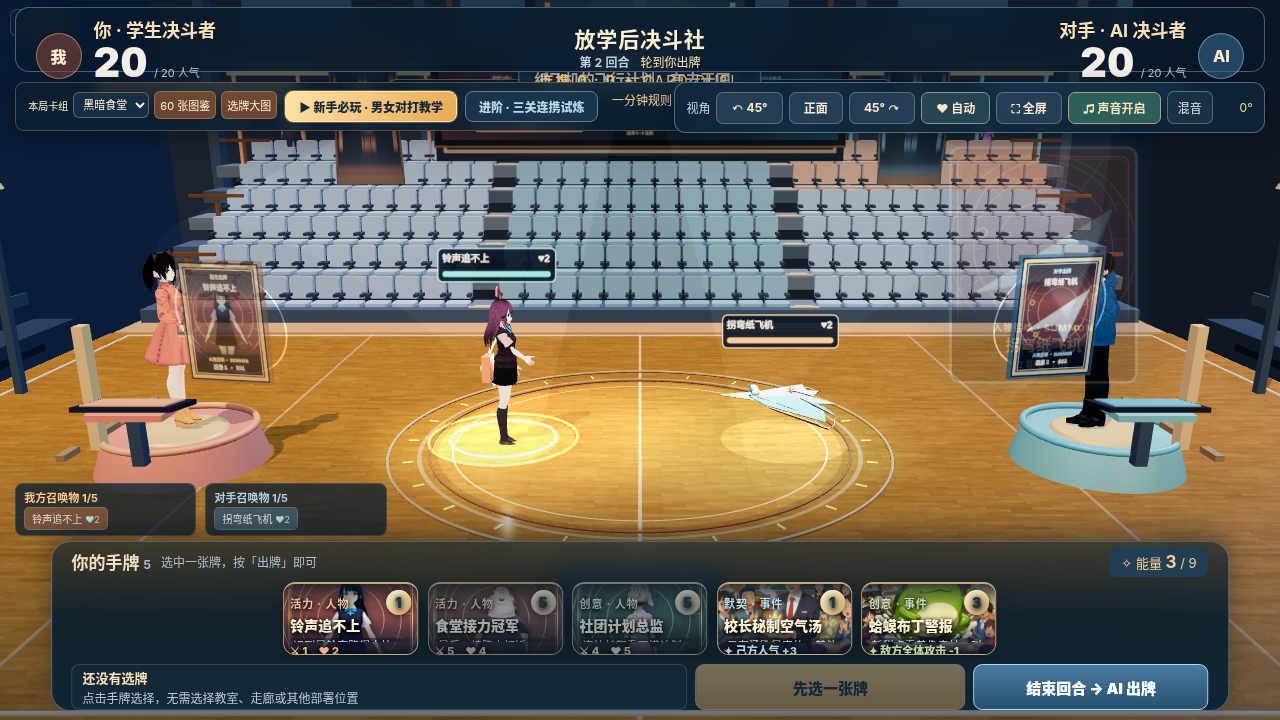 我
你 · 学生决斗者
20 / 20 人气
放学后决斗社
第 2 回合 轮到你出牌
对手 · AI 决斗者
20 / 20 人气
AI
本局卡组
黑暗食堂
60 张图鉴
选牌大图
▶ 新手必玩 · 男女对打教学
进阶 · 三关连携试炼
一分钟规则
视角
↶ 45°
正面
45° ↷
♥ 自动
⛶ 全屏
♫ 声音开启
混音
0°
铃声追不上 ♥2
拐弯纸飞机 ♥2
铃声追不上
拐弯纸飞机
我方召唤物 1/5
铃声追不上 ♥2
对手召唤物 1/5
拐弯纸飞机 ♥2
你的手牌 5 选中一张牌，按「出牌」即可
✧ 能量 3 / 9
活力 · 人物 1
铃声追不上
⚔1 ♥2
活力 · 人物 5
食堂接力冠军
⚔5 ♥4
创意 · 人物 5
社团计划总监
⚔4 ♥5
默契 · 事件 1
校长秘制空气汤
✦ 己方人气 +3
创意 · 事件 3
蛤蟆布丁警报
✦ 敌方全体攻击 -1
还没有选牌
点击手牌选择，无需选择教室、走廊或其他部署位置
先选一张牌
结束回合 → AI 出牌